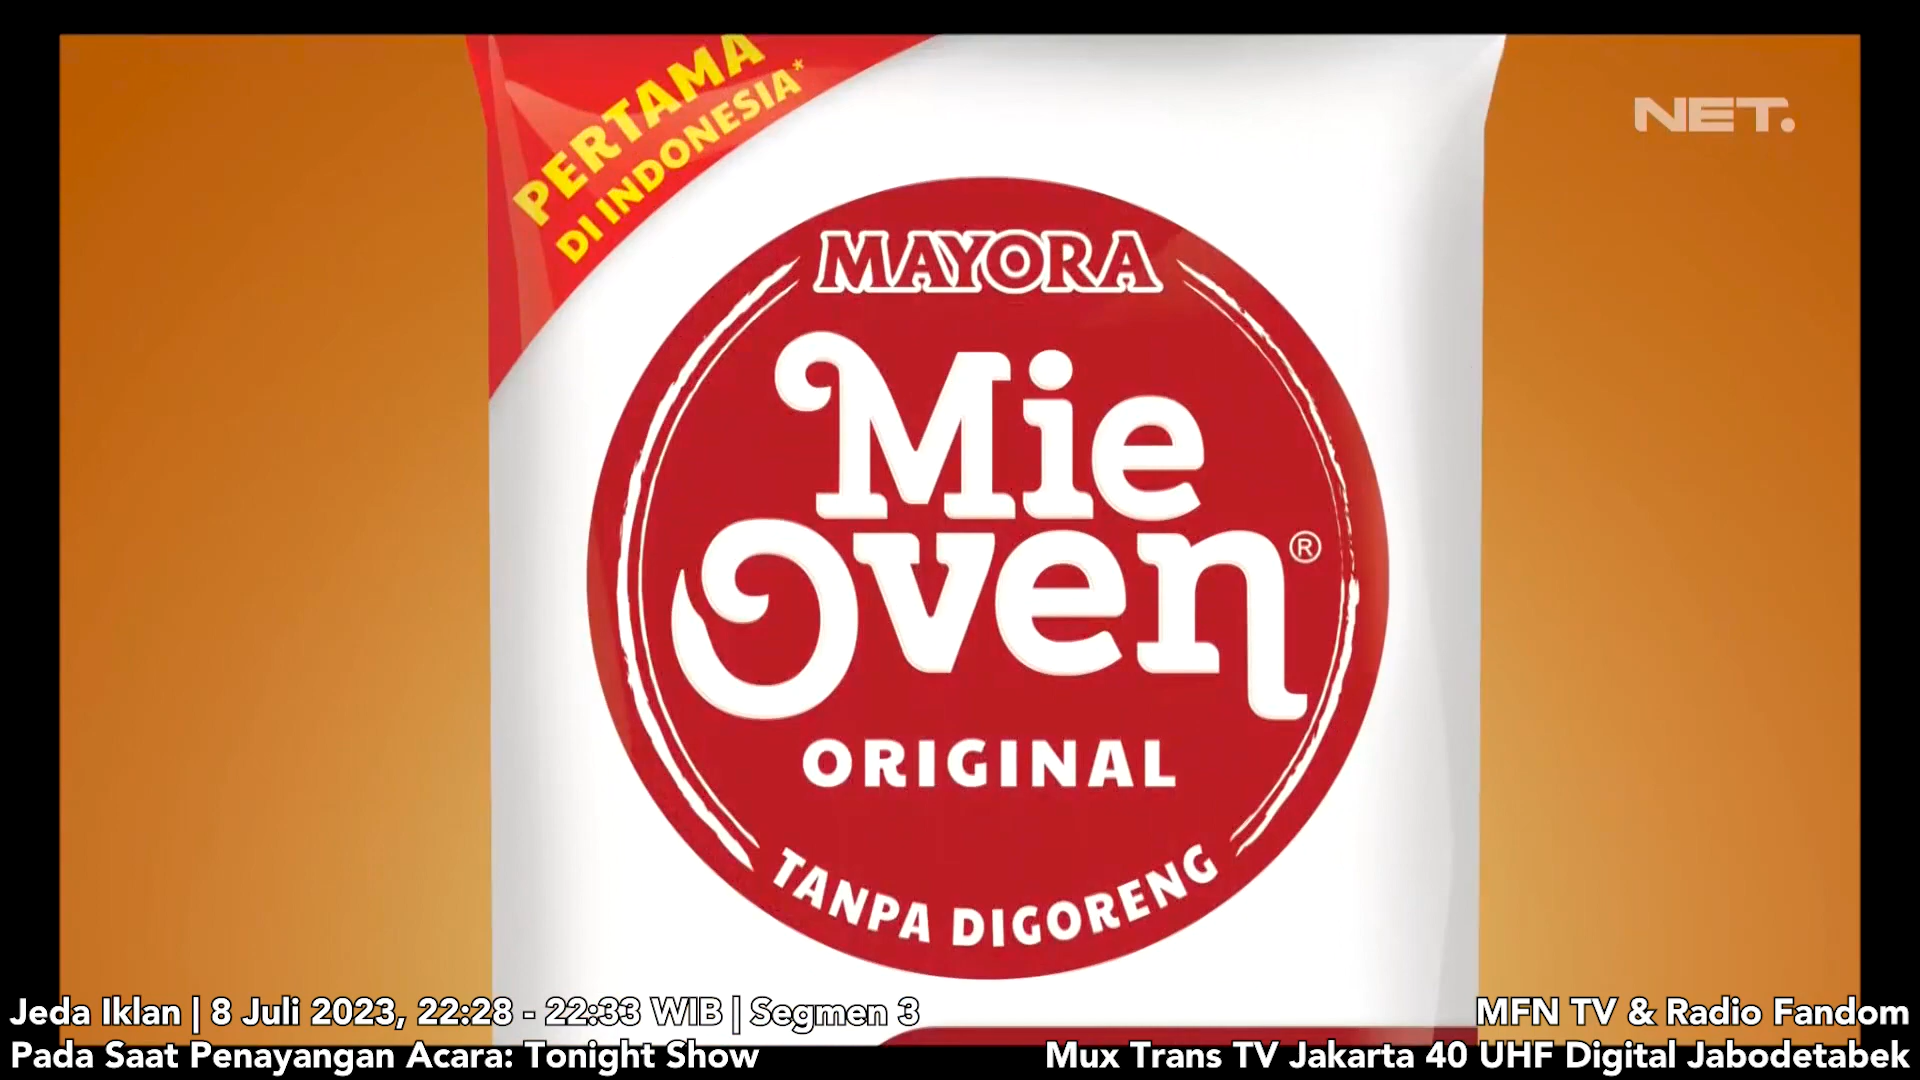 PERTAMA
DI INDONESIA*
NET.
MAYORA
Mie
Oven®
ORIGINAL
TANPA DIGORENG
Jeda Iklan | 8 Juli 2023, 22:28 - 22:33 WIB | Segmen 3
Pada Saat Penayangan Acara: Tonight Show
MFN TV & Radio Fandom
Mux Trans TV Jakarta 40 UHF Digital Jabodetabek